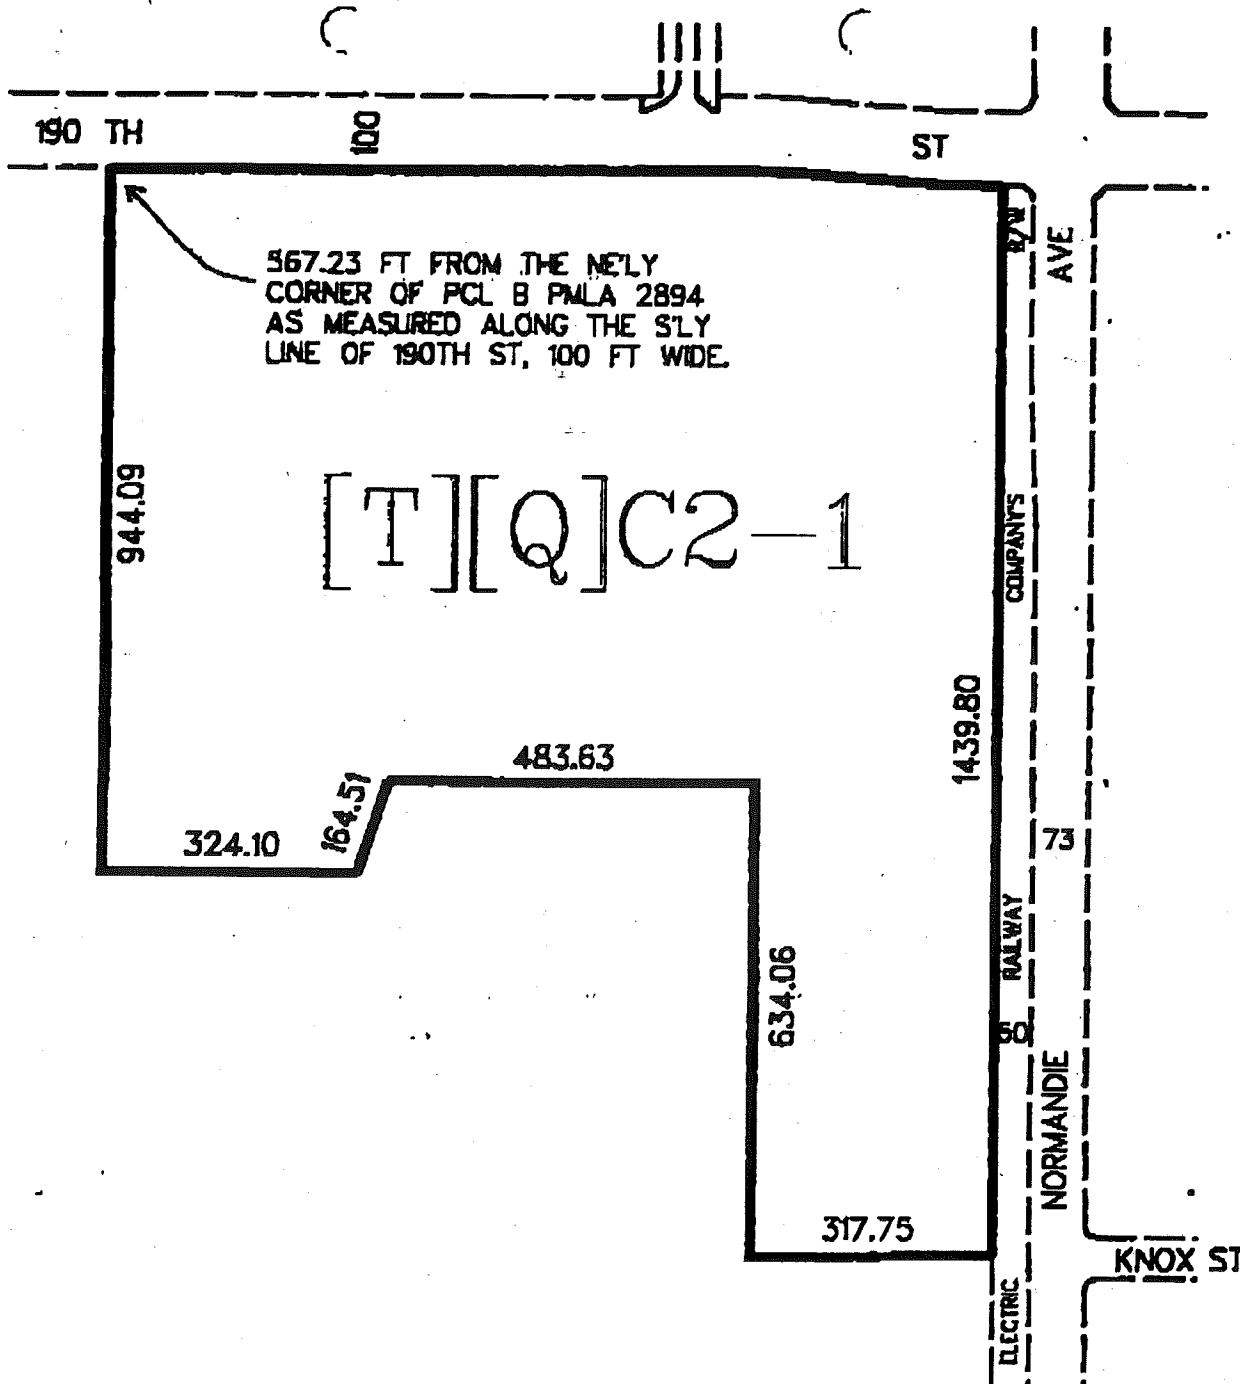 190 TH
100
ST
567.23 FT FROM THE NE'LY
CORNER OF PCL B PMLA 2894
AS MEASURED ALONG THE S'LY
LINE OF 190TH ST, 100 FT WIDE.
R/W
AVE
944.09
[T][Q]C2-1
COMPANY'S
1439.80
483.63
164.51
324.10
73
RAILWAY
634.06
50
NORMANDIE
317.75
KNOX ST
ELECTRIC